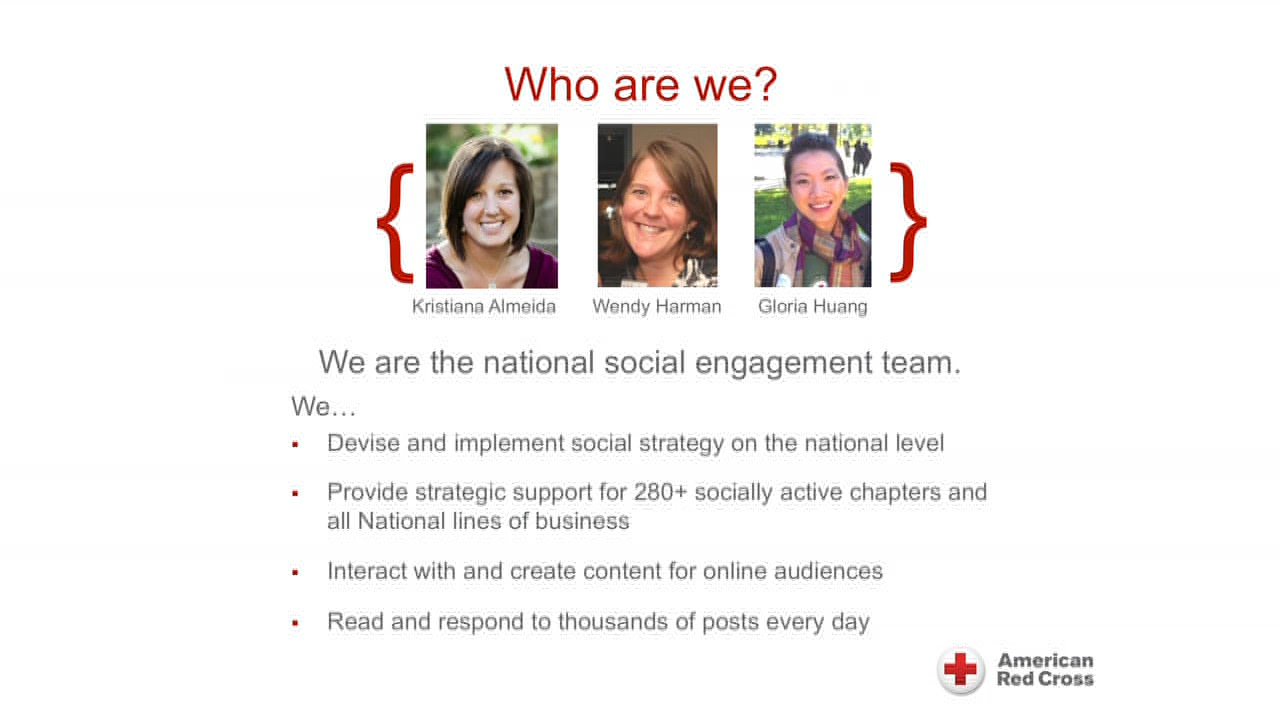 Who are we?
{ }
Kristiana Almeida Wendy Harman Gloria Huang
We are the national social engagement team.
We…
▪ Devise and implement social strategy on the national level
▪ Provide strategic support for 280+ socially active chapters and
all National lines of business
▪ Interact with and create content for online audiences
▪ Read and respond to thousands of posts every day
American
Red Cross